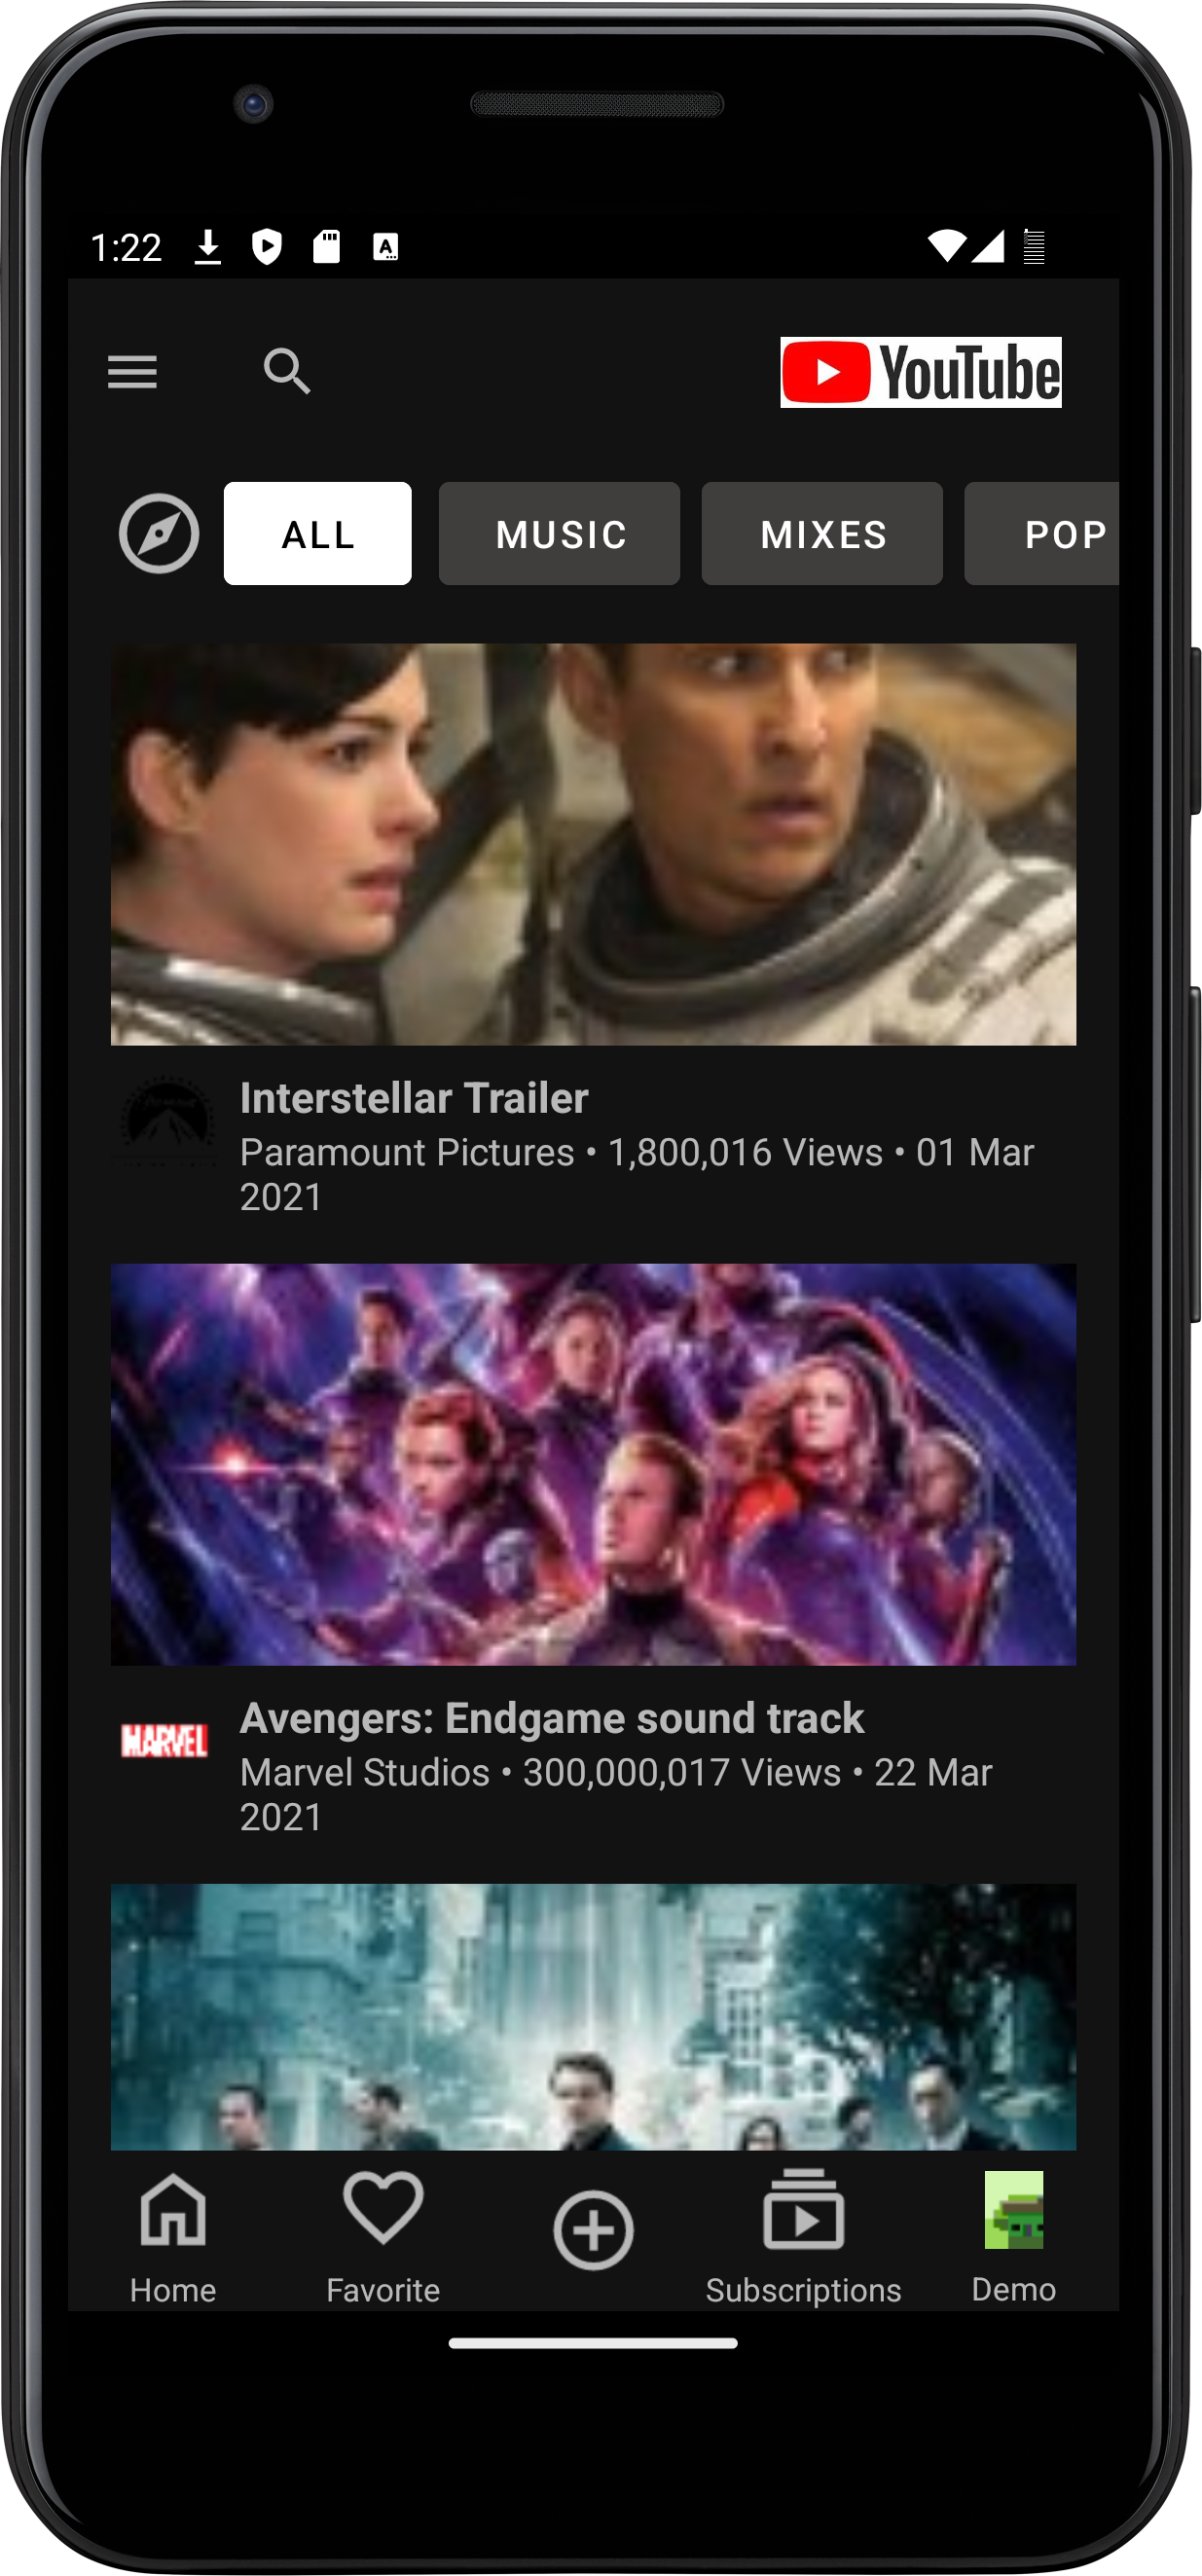 1:22
YouTube
ALL MUSIC MIXES POP
Interstellar Trailer
Paramount Pictures • 1,800,016 Views • 01 Mar
2021
MARVEL
Avengers: Endgame sound track
Marvel Studios • 300,000,017 Views • 22 Mar
2021
Home Favorite Subscriptions Demo